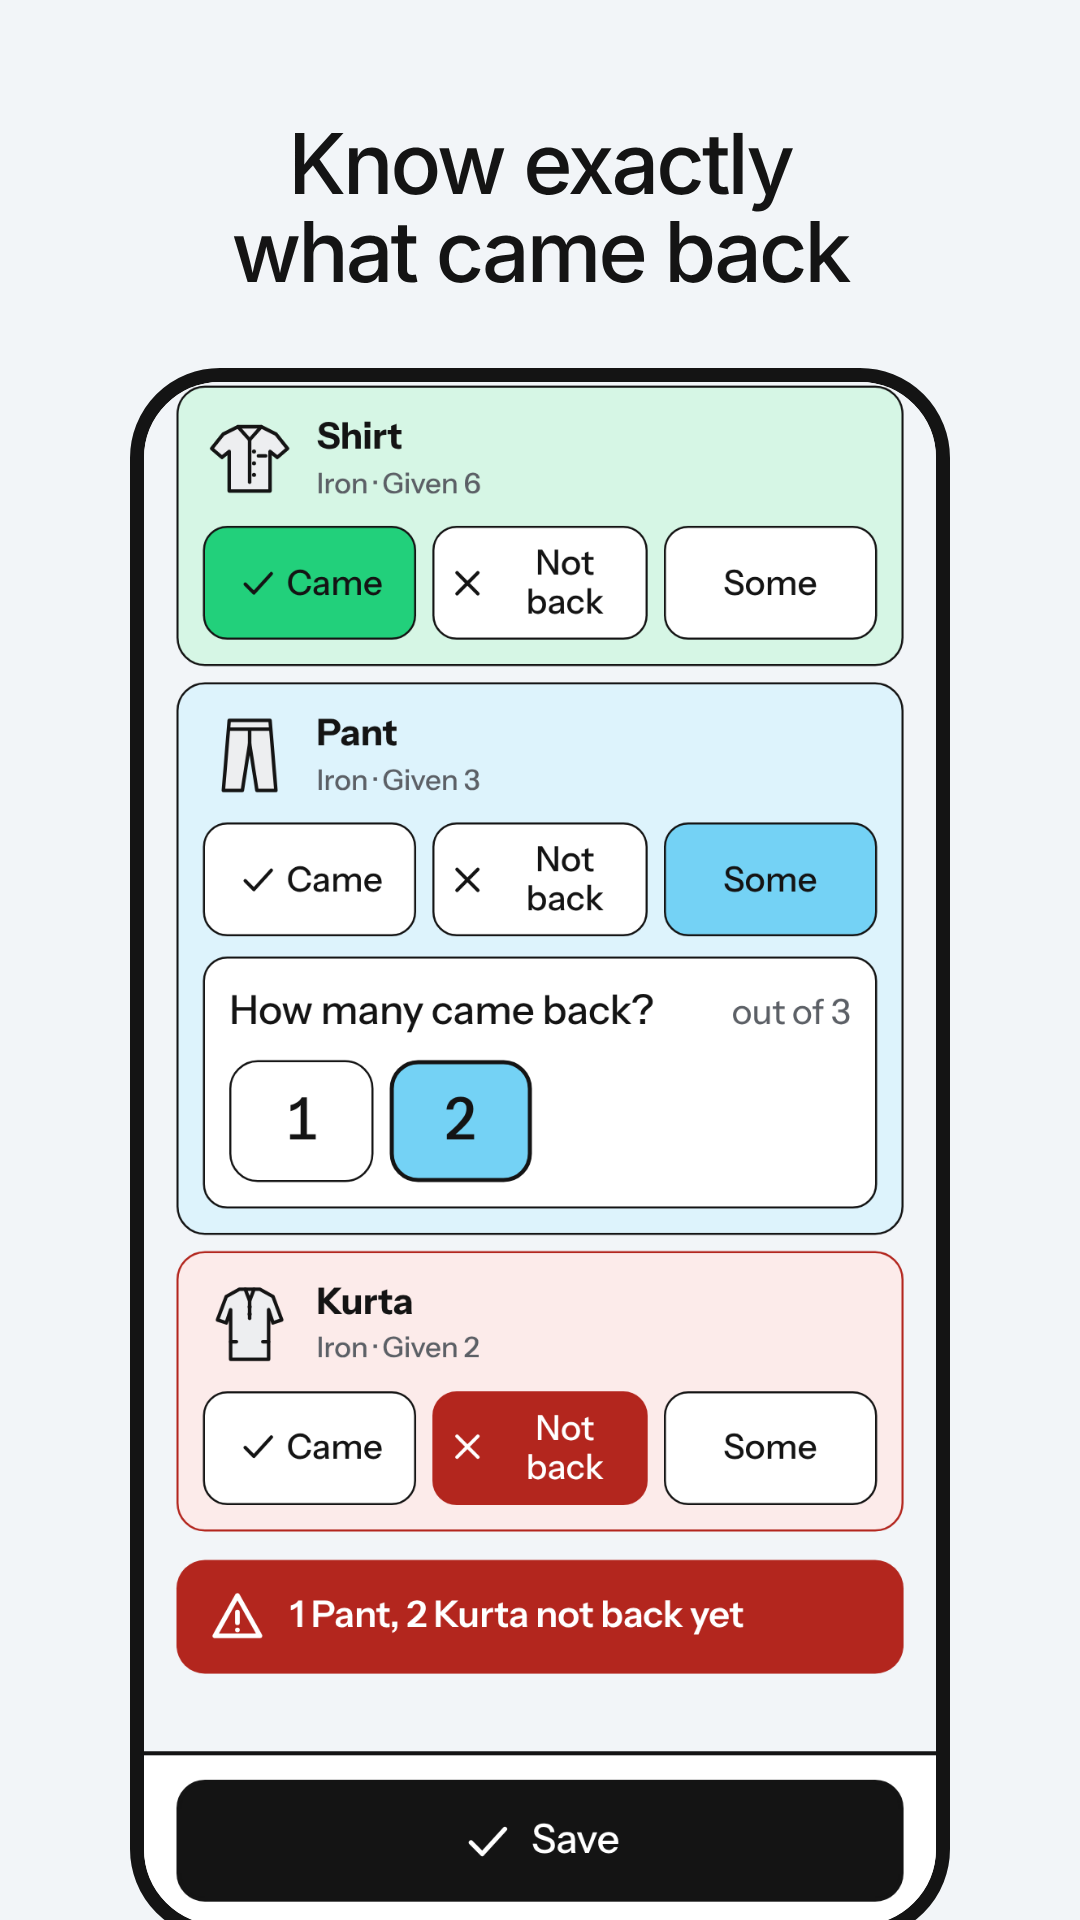 Know exactly
what came back
Shirt
Iron · Given 6
Came
Not
back
Some
Pant
Iron · Given 3
Came
Not
back
Some
How many came back?
out of 3
1
2
Kurta
Iron · Given 2
Came
Not
back
Some
1 Pant, 2 Kurta not back yet
Save